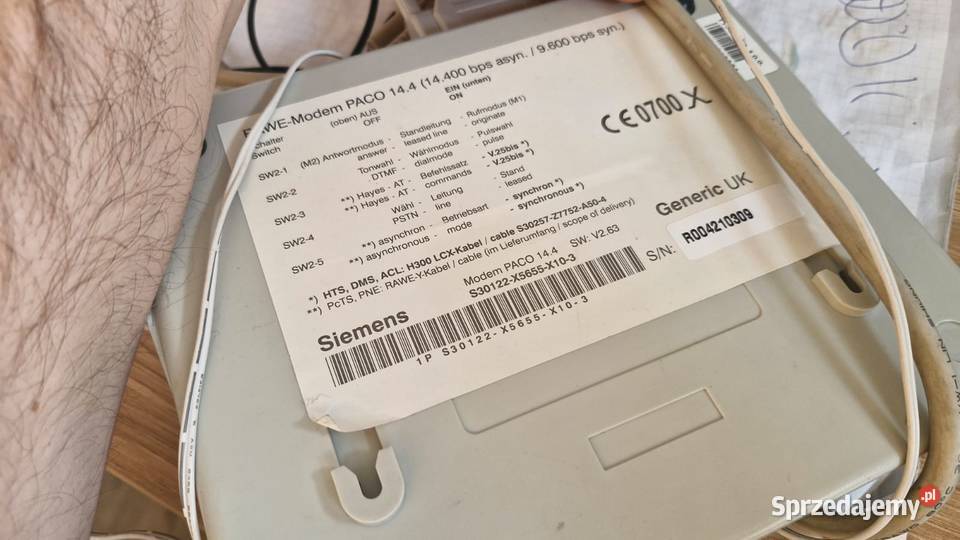 RAWE-Modem PACO 14.4 (14.400 bps asyn. / 9.600 bps syn.)
Schalter (oben) AUS EIN (unten)
Switch OFF ON
SW2-1 (M2) Antwortmodus - Standleitung - Rufmodus (M1)
answer - leased line - originate
SW2-2 Tonwahl - Wählmodus - Pulswahl
DTMF - dialmode - pulse
SW2-3 **) Hayes - AT - Befehlssatz - V.25bis *)
**) Hayes - AT - commands - V.25bis *)
SW2-4 Wähl - Leitung - Stand
PSTN - line - leased
SW2-5 **) asynchron - Betriebsart - synchron *)
**) asynchronous - mode - synchronous *)
*) HTS, DMS, ACL: H300 LCX-Kabel / cable S30257-Z7752-A50-4
**) PcTS, PNE: RAWE-Y-Kabel / cable (im Lieferumfang / scope of delivery)
Modem PACO 14.4 SW: V2.63
S30122-X5655-X10-3
Siemens
1P S30122-X5655-X10-3
CE0700X
Generic UK
S/N: R004210309
Sprzedajemy.pl